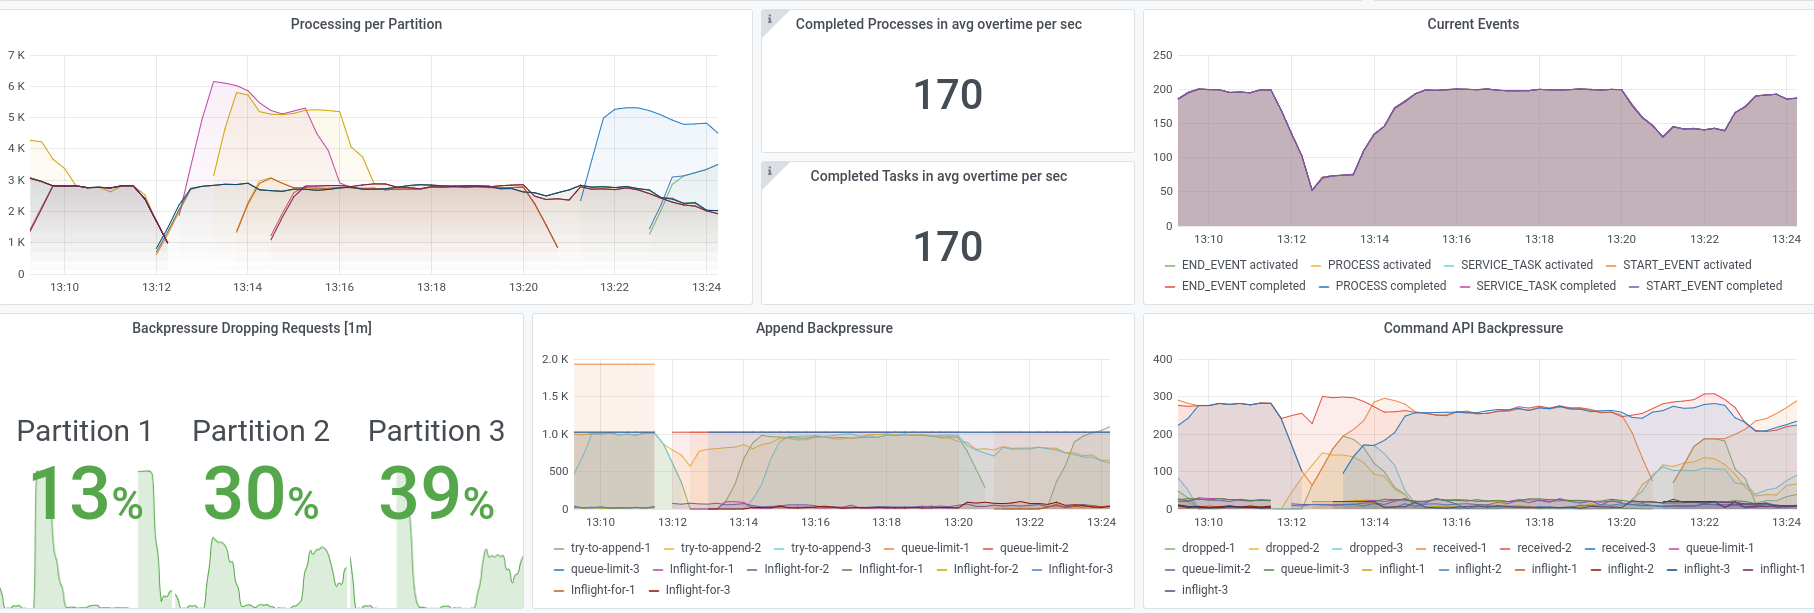 Processing per Partition
7 K
6 K
5 K
4 K
3 K
2 K
1 K
0
13:10 13:12 13:14 13:16 13:18 13:20 13:22 13:24
i
Completed Processes in avg overtime per sec
170
i
Completed Tasks in avg overtime per sec
170
Current Events
250
200
150
100
50
0
13:10 13:12 13:14 13:16 13:18 13:20 13:22 13:24
END_EVENT activated PROCESS activated SERVICE_TASK activated START_EVENT activated
END_EVENT completed PROCESS completed SERVICE_TASK completed START_EVENT completed
Backpressure Dropping Requests [1m]
Partition 1 Partition 2 Partition 3
13% 30% 39%
Append Backpressure
2.0 K
1.5 K
1.0 K
500
0
13:10 13:12 13:14 13:16 13:18 13:20 13:22 13:24
try-to-append-1 try-to-append-2 try-to-append-3 queue-limit-1 queue-limit-2
queue-limit-3 Inflight-for-1 Inflight-for-2 Inflight-for-1 Inflight-for-2 Inflight-for-3
Inflight-for-1 Inflight-for-3
Command API Backpressure
400
300
200
100
0
13:10 13:12 13:14 13:16 13:18 13:20 13:22 13:24
dropped-1 dropped-2 dropped-3 received-1 received-2 received-3 queue-limit-1
queue-limit-2 queue-limit-3 inflight-1 inflight-2 inflight-1 inflight-2 inflight-3 inflight-1
inflight-3